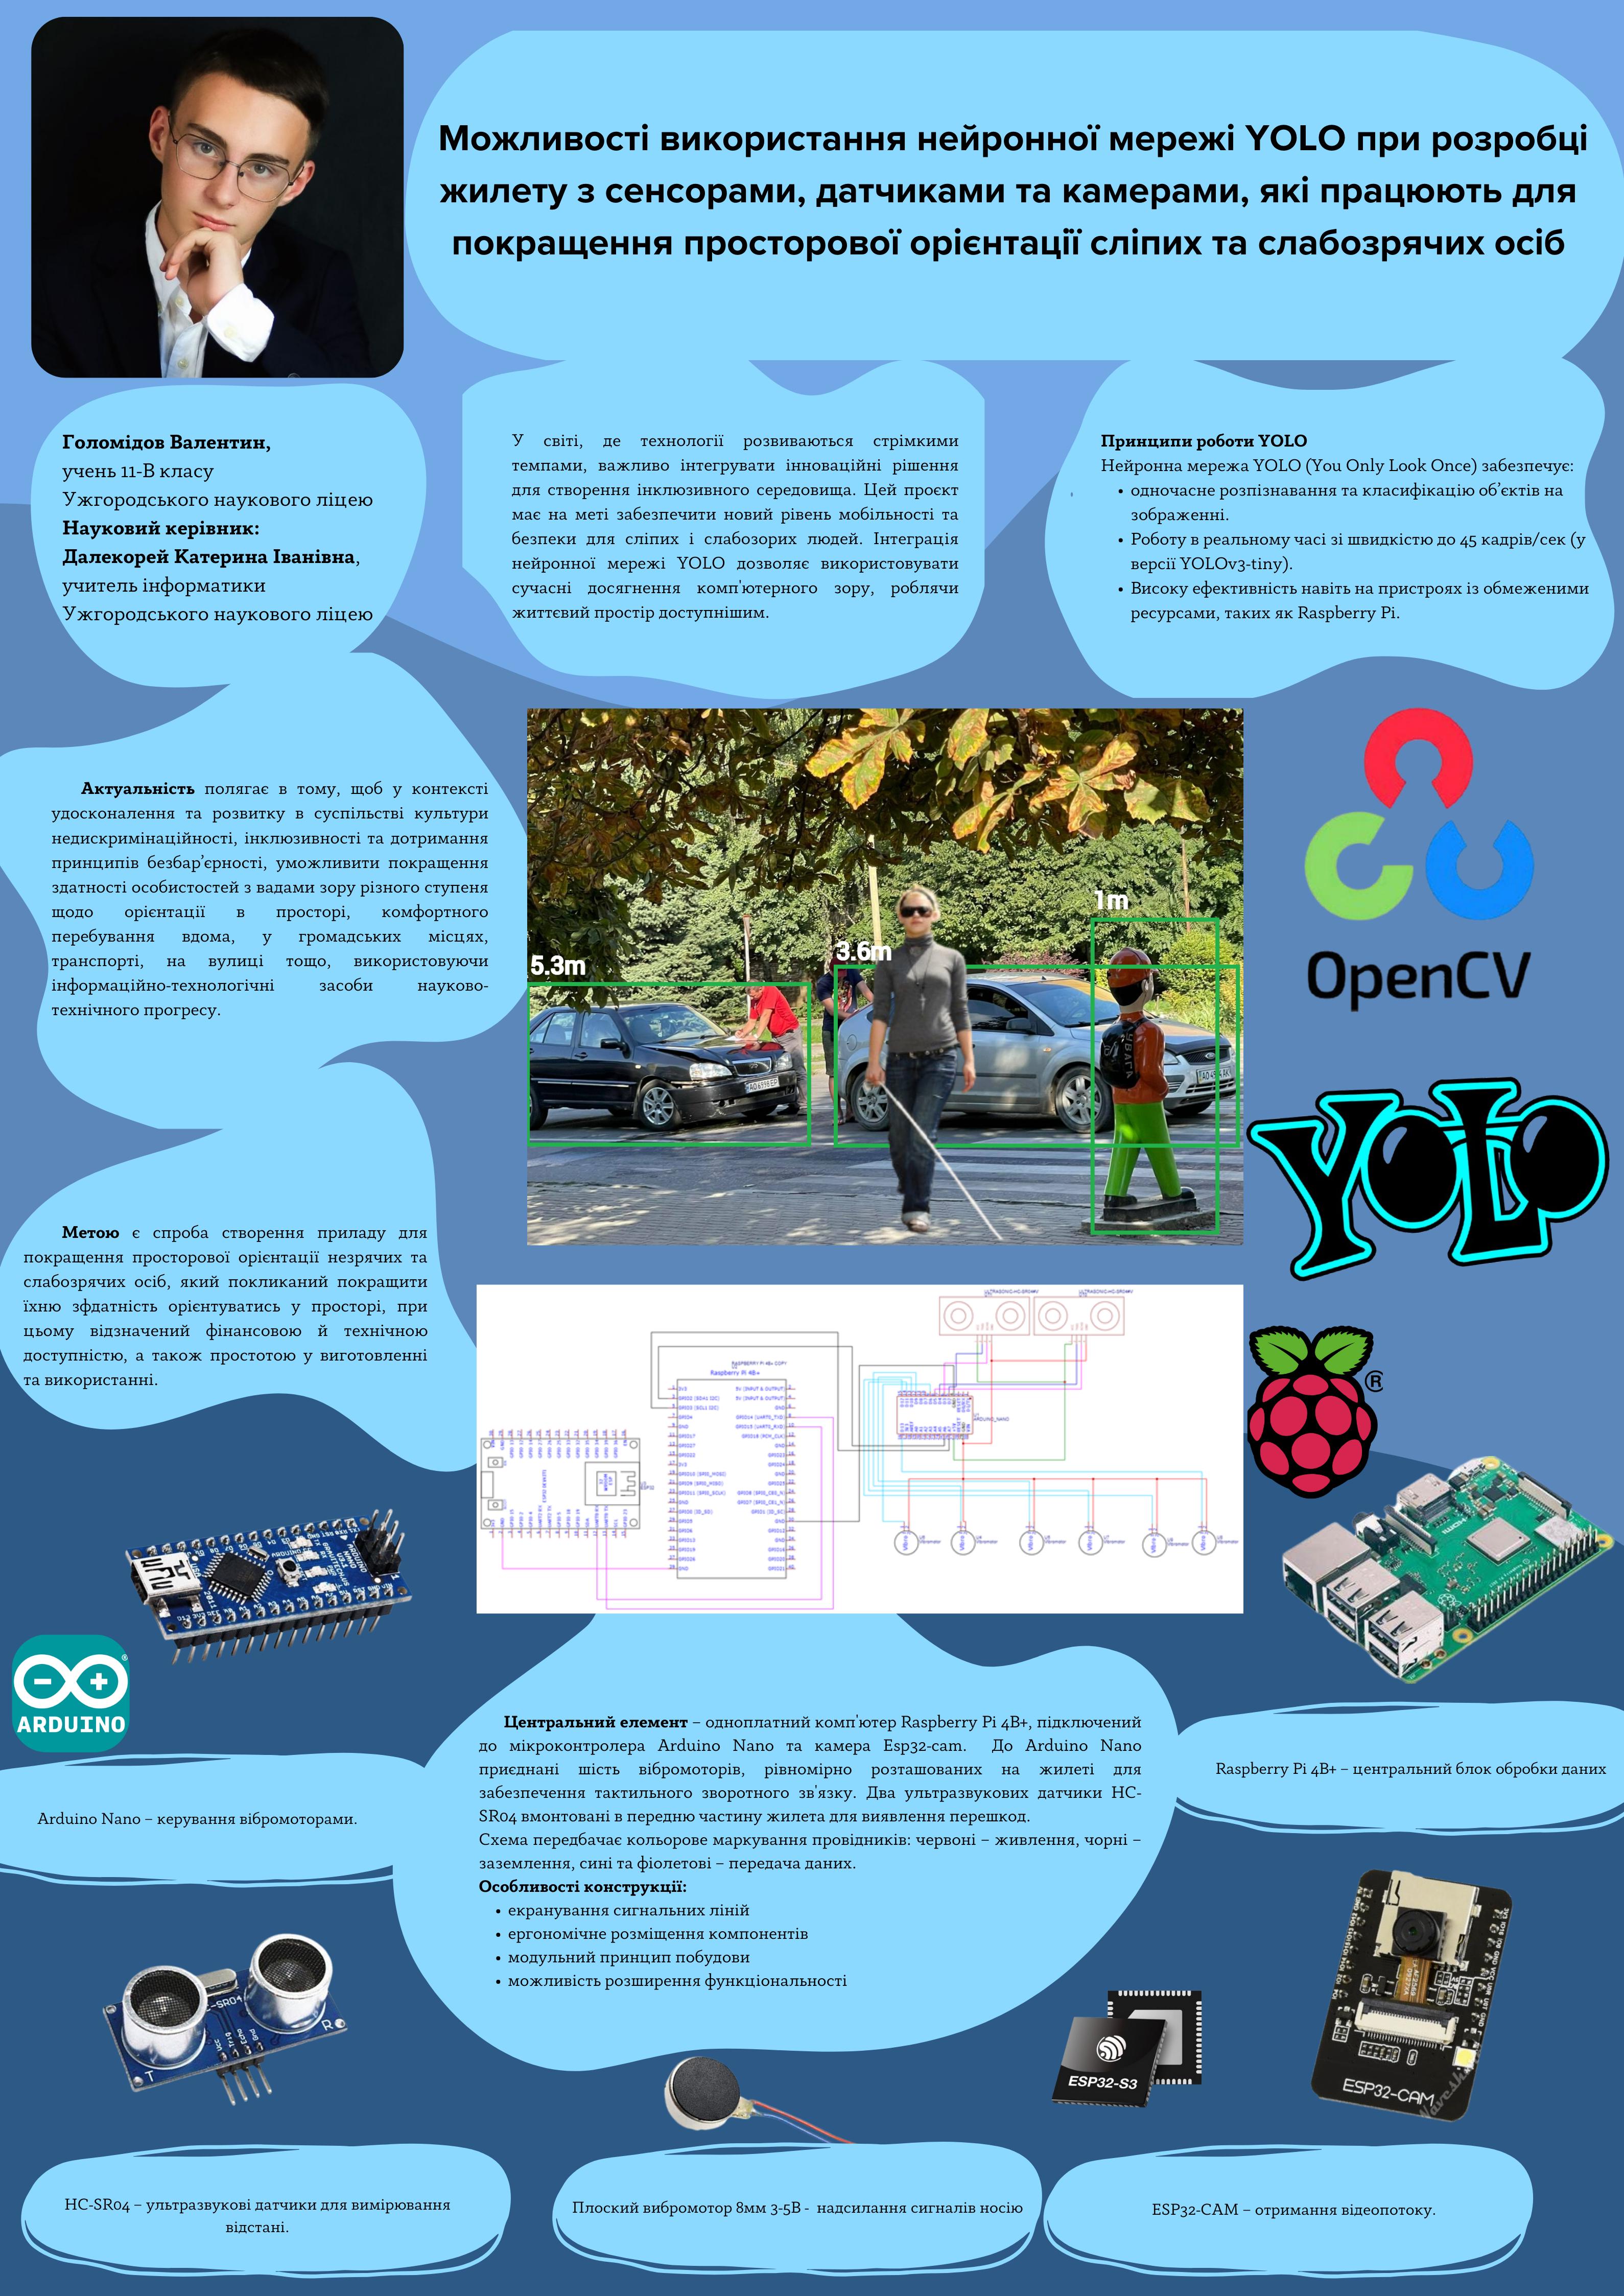 Можливості використання нейронної мережі YOLO при розробці
жилету з сенсорами, датчиками та камерами, які працюють для
покращення просторової орієнтації сліпих та слабозрячих осіб
Голомідов Валентин,
учень 11-В класу
Ужгородського наукового ліцею
Науковий керівник:
Далекорей Катерина Іванівна,
учитель інформатики
Ужгородського наукового ліцею
У світі, де технології розвиваються стрімкими
темпами, важливо інтегрувати інноваційні рішення
для створення інклюзивного середовища. Цей проєкт
має на меті забезпечити новий рівень мобільності та
безпеки для сліпих і слабозорих людей. Інтеграція
нейронної мережі YOLO дозволяє використовувати
сучасні досягнення комп'ютерного зору, роблячи
життєвий простір доступнішим.
Принципи роботи YOLO
Нейронна мережа YOLO (You Only Look Once) забезпечує:
• одночасне розпізнавання та класифікацію об’єктів на
зображенні.
• Роботу в реальному часі зі швидкістю до 45 кадрів/сек (у
версії YOLOv3-tiny).
• Високу ефективність навіть на пристроях із обмеженими
ресурсами, таких як Raspberry Pi.
Актуальність полягає в тому, щоб у контексті
удосконалення та розвитку в суспільстві культури
недискримінаційності, інклюзивності та дотримання
принципів безбар’єрності, уможливити покращення
здатності особистостей з вадами зору різного ступеня
щодо орієнтації в просторі, комфортного
перебування вдома, у громадських місцях,
транспорті, на вулиці тощо, використовуючи
інформаційно-технологічні засоби науково-
технічного прогресу.
5.3m
3.6m
1m
УВАГА
OpenCV
YOLO
Метою є спроба створення приладу для
покращення просторової орієнтації незрячих та
слабозрячих осіб, який покликаний покращити
їхню зфдатність орієнтуватись у просторі, при
цьому відзначений фінансовою й технічною
доступністю, а також простотою у виготовленні
та використанні.
RASPBERRY PI 4B+ COPY
Raspberry Pi 4B+
ARDUINO_NANO
ESP32
®
ARDUINO
Arduino Nano – керування вібромоторами.
Центральний елемент – одноплатний комп'ютер Raspberry Pi 4B+, підключений
до мікроконтролера Arduino Nano та камера Esp32-cam. До Arduino Nano
приєднані шість вібромоторів, рівномірно розташованих на жилеті для
забезпечення тактильного зворотного зв'язку. Два ультразвукових датчики HC-
SR04 вмонтовані в передню частину жилета для виявлення перешкод.
Схема передбачає кольорове маркування провідників: червоні – живлення, чорні –
заземлення, сині та фіолетові – передача даних.
Особливості конструкції:
• екранування сигнальних ліній
• ергономічне розміщення компонентів
• модульний принцип побудови
• можливість розширення функціональності
Raspberry Pi 4B+ – центральний блок обробки даних
HC-SR04
T
R
ESP32-S3
ESP32-CAM
HC-SR04 – ультразвукові датчики для вимірювання
відстані.
Плоский вибромотор 8мм 3-5В - надсилання сигналів носію
ESP32-CAM – отримання відеопотоку.